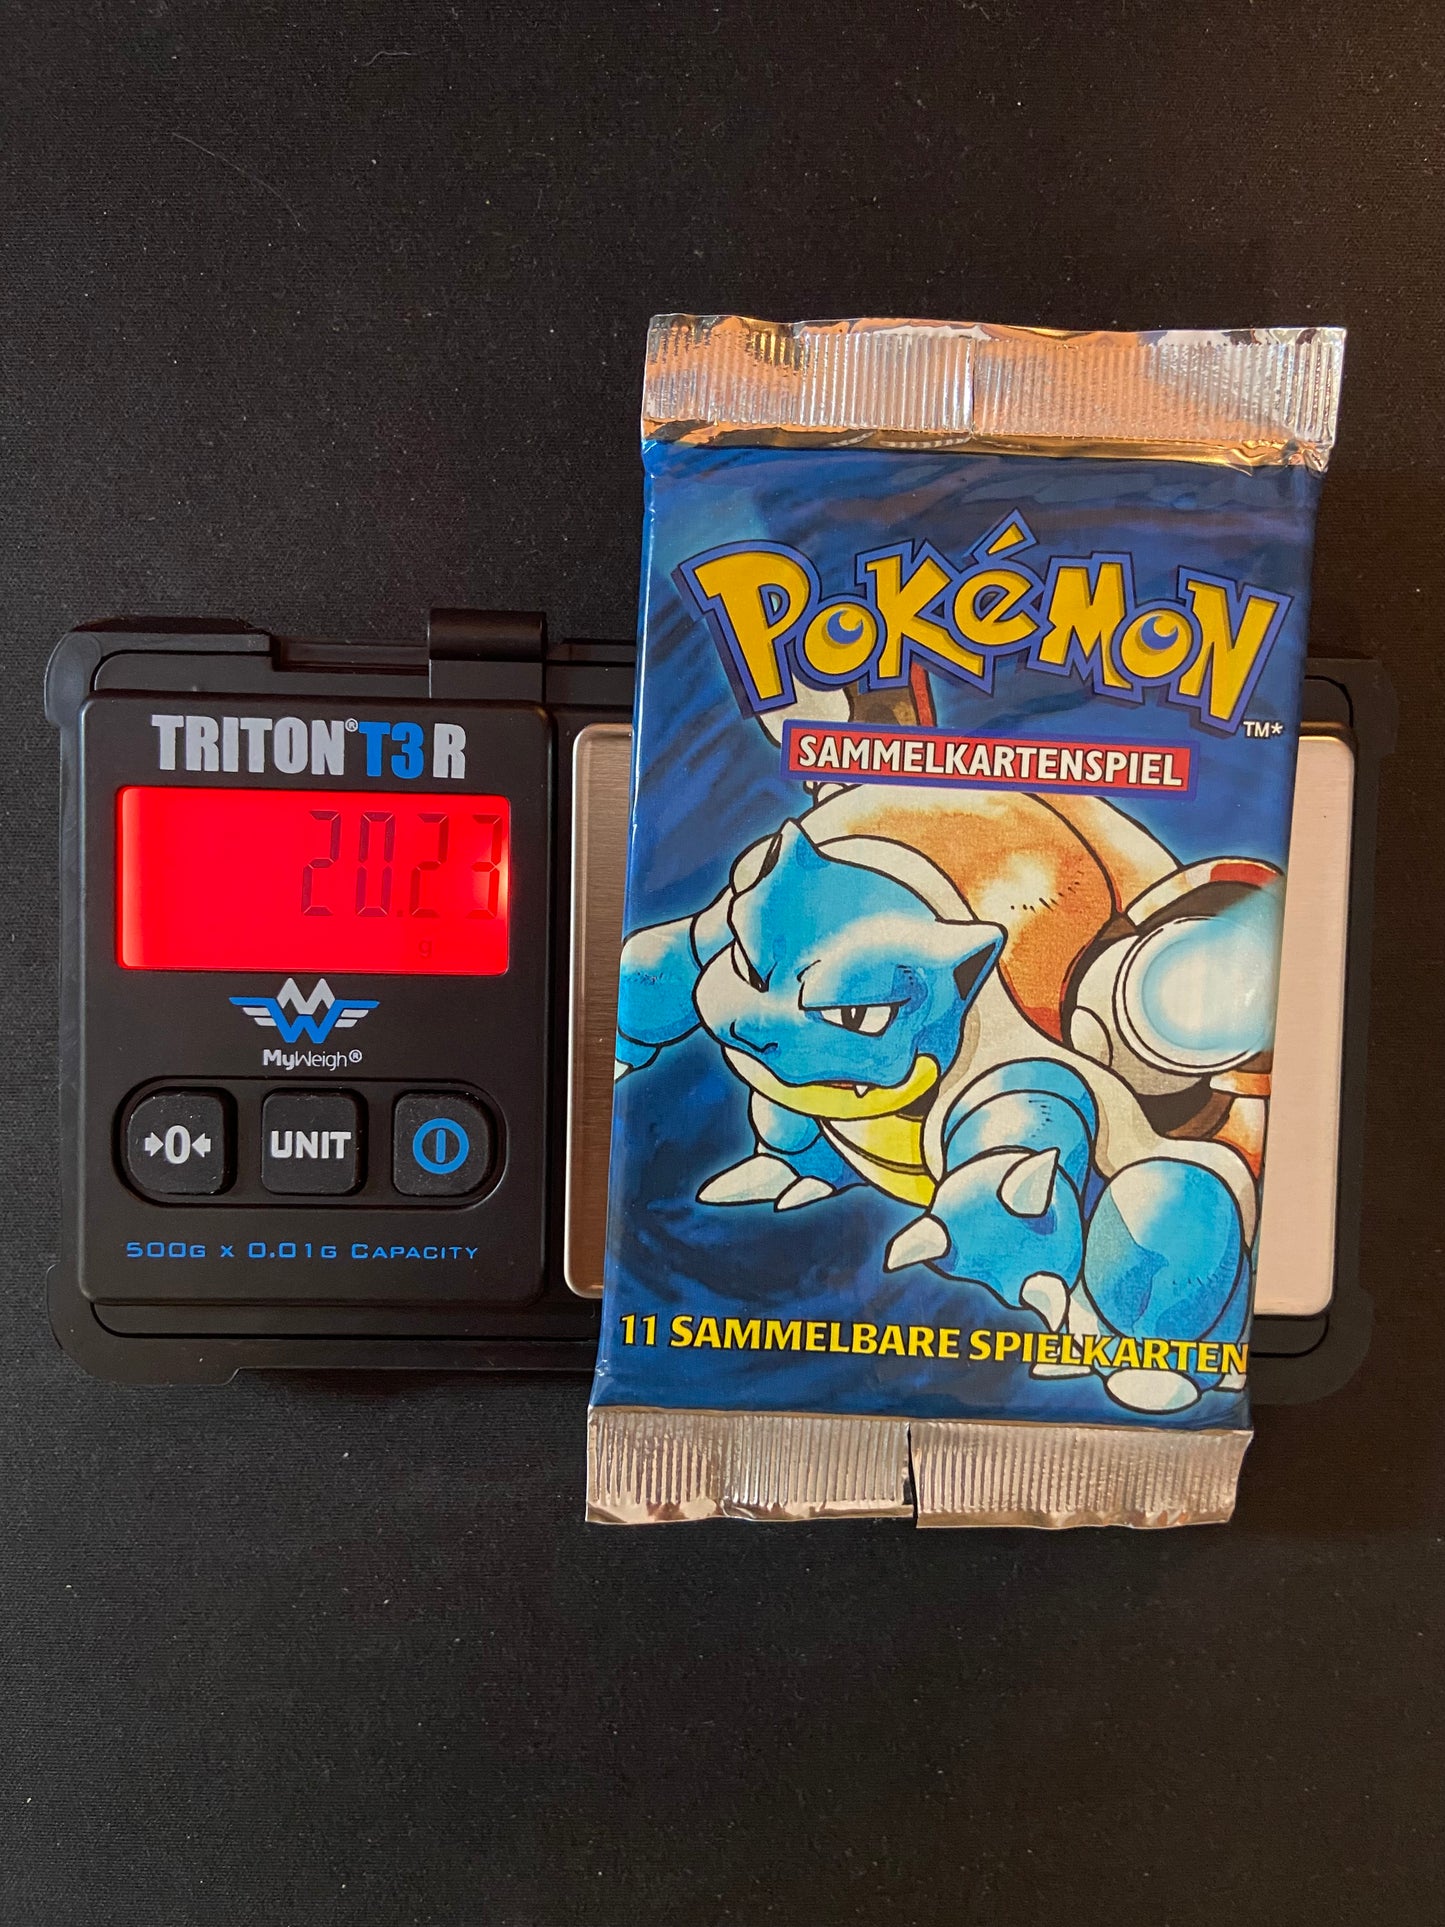 TRITON® T3 R
20.23
g
MyWeigh®
→0←
UNIT
500G X 0.01G CAPACITY
POKÉMON
TM*
SAMMELKARTENSPIEL
11 SAMMELBARE SPIELKARTEN